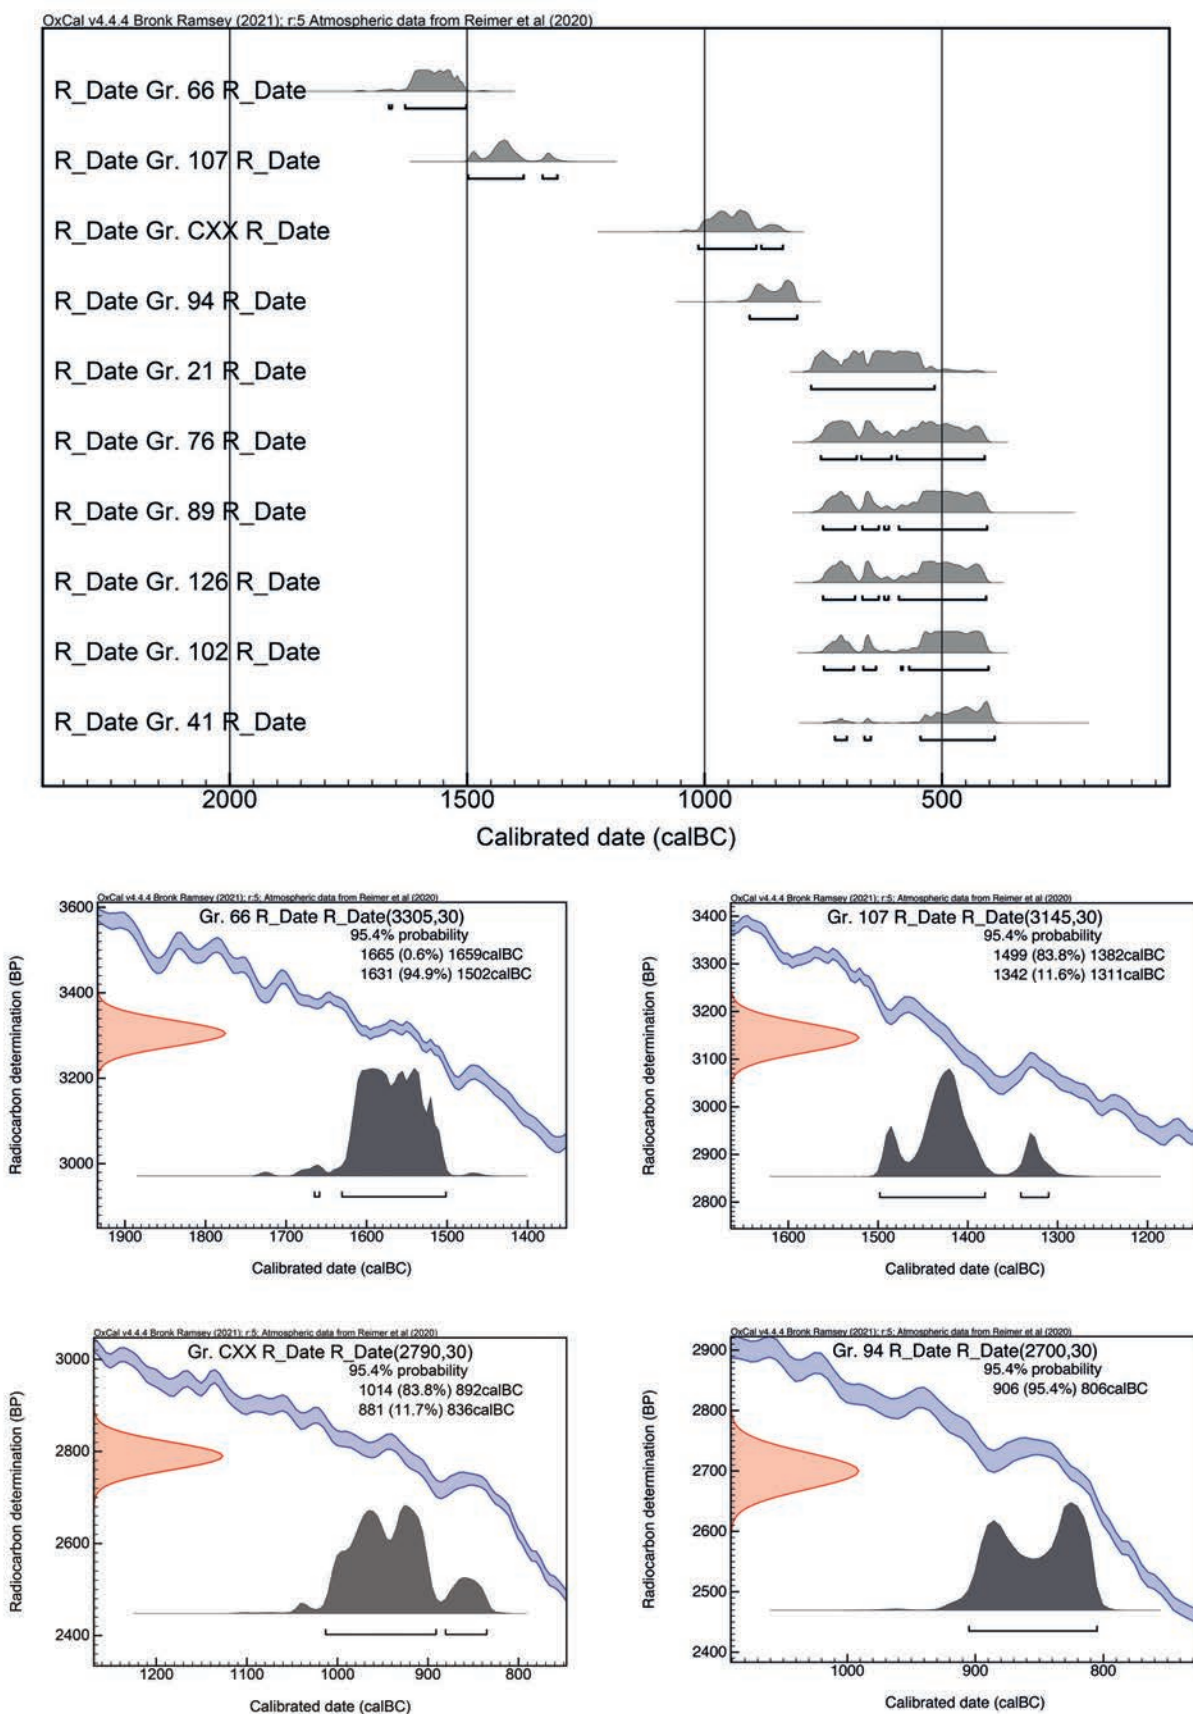 OxCal v4.4.4 Bronk Ramsey (2021); r:5 Atmospheric data from Reimer et al (2020)
R_Date Gr. 66 R_Date
R_Date Gr. 107 R_Date
R_Date Gr. CXX R_Date
R_Date Gr. 94 R_Date
R_Date Gr. 21 R_Date
R_Date Gr. 76 R_Date
R_Date Gr. 89 R_Date
R_Date Gr. 126 R_Date
R_Date Gr. 102 R_Date
R_Date Gr. 41 R_Date
2000 1500 1000 500
Calibrated date (calBC)
OxCal v4.4.4 Bronk Ramsey (2021); r:5; Atmospheric data from Reimer et al (2020)
Gr. 66 R_Date R_Date(3305,30)
95.4% probability
1665 (0.6%) 1659calBC
1631 (94.9%) 1502calBC
Radiocarbon determination (BP)
3600
3400
3200
3000
1900 1800 1700 1600 1500 1400
Calibrated date (calBC)
OxCal v4.4.4 Bronk Ramsey (2021); r:5; Atmospheric data from Reimer et al (2020)
Gr. 107 R_Date R_Date(3145,30)
95.4% probability
1499 (83.8%) 1382calBC
1342 (11.6%) 1311calBC
Radiocarbon determination (BP)
3400
3300
3200
3100
3000
2900
2800
1600 1500 1400 1300 1200
Calibrated date (calBC)
OxCal v4.4.4 Bronk Ramsey (2021); r:5; Atmospheric data from Reimer et al (2020)
Gr. CXX R_Date R_Date(2790,30)
95.4% probability
1014 (83.8%) 892calBC
881 (11.7%) 836calBC
Radiocarbon determination (BP)
3000
2800
2600
2400
1200 1100 1000 900 800
Calibrated date (calBC)
OxCal v4.4.4 Bronk Ramsey (2021); r:5; Atmospheric data from Reimer et al (2020)
Gr. 94 R_Date R_Date(2700,30)
95.4% probability
906 (95.4%) 806calBC
Radiocarbon determination (BP)
2900
2800
2700
2600
2500
2400
1000 900 800
Calibrated date (calBC)